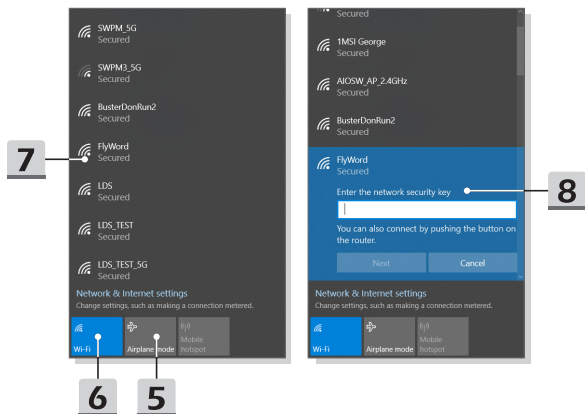 SWPM_5G
Secured
SWPM3_5G
Secured
BusterDonRun2
Secured
7
FlyWord
Secured
LDS
Secured
LDS_TEST
Secured
LDS_TEST_5G
Secured
Network & Internet settings
Change settings, such as making a connection metered.
Wi-Fi
Airplane mode
Mobile
hotspot
6
5
Secured
1MSI George
Secured
AIOSW_AP_2.4GHz
Secured
BusterDonRun2
Secured
FlyWord
Secured
Enter the network security key
8
You can also connect by pushing the button on
the router.
Next
Cancel
Network & Internet settings
Change settings, such as making a connection metered.
Wi-Fi
Airplane mode
Mobile
hotspot